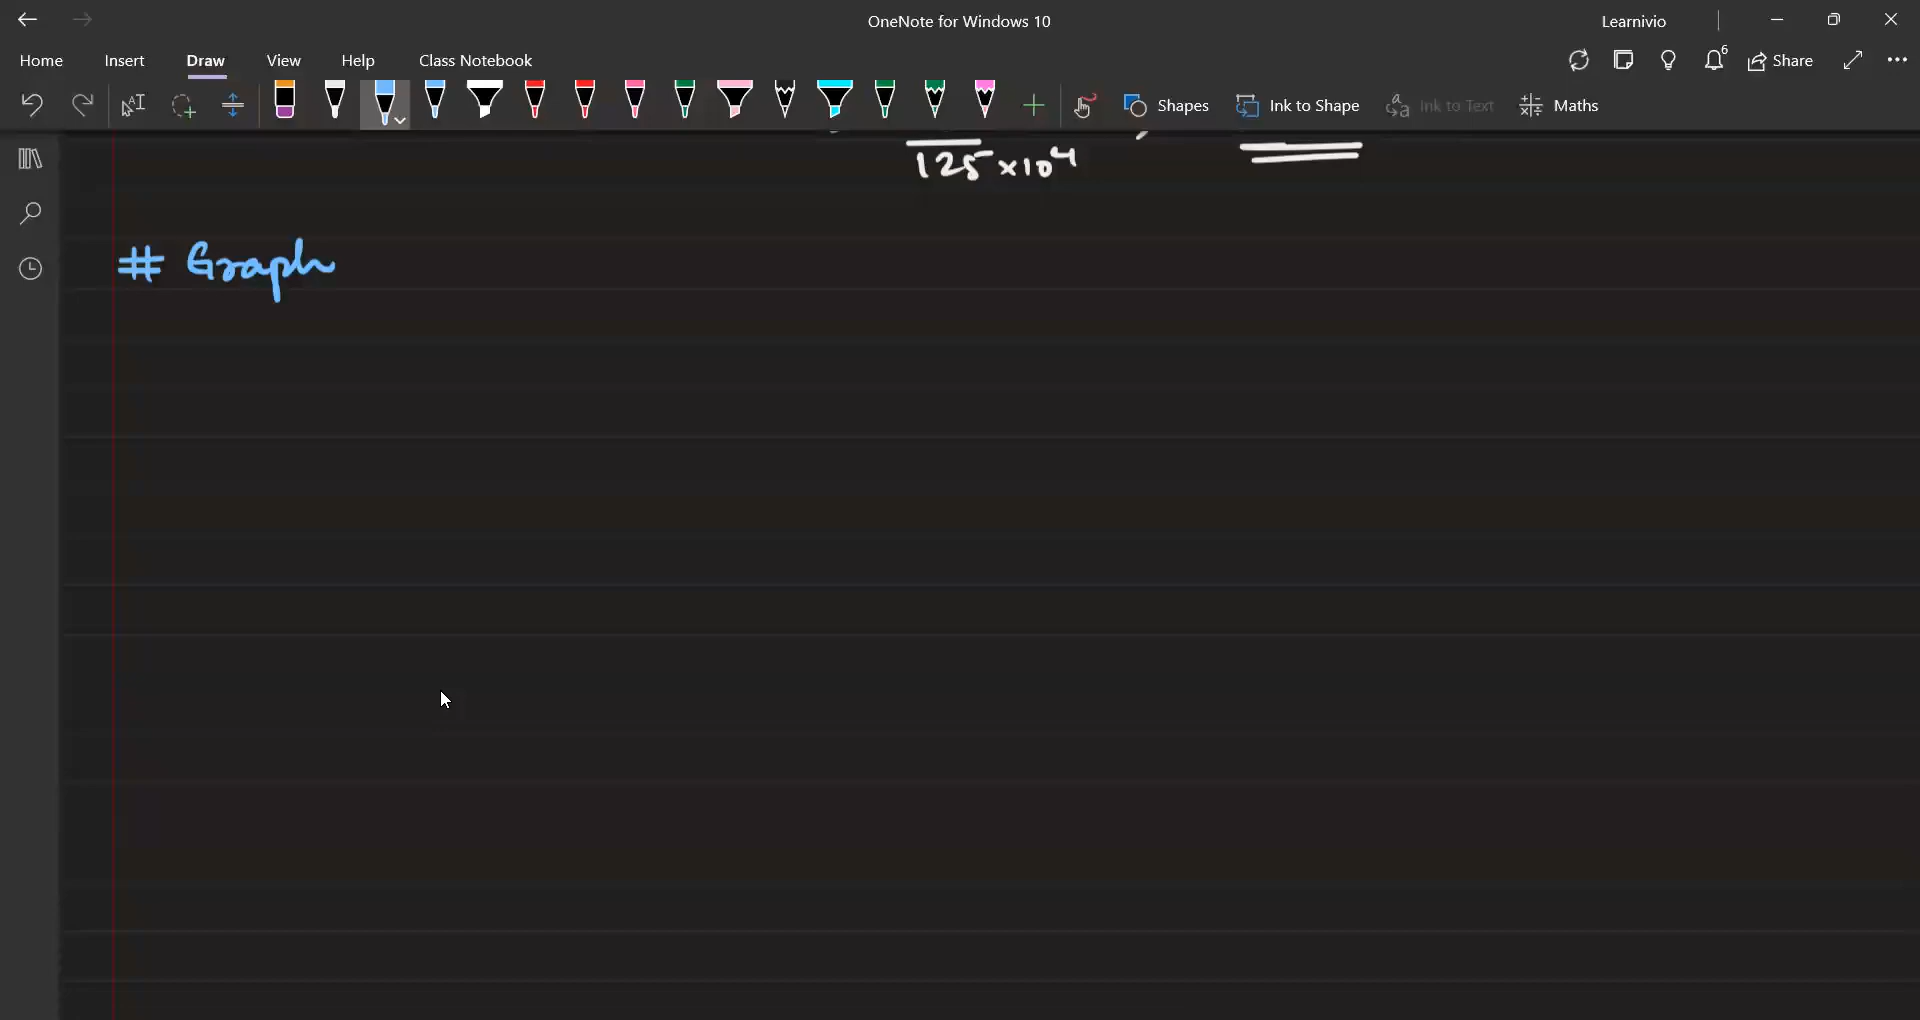 OneNote for Windows 10
Learnivio
Home Insert Draw View Help Class Notebook
6 Share
Shapes Ink to Shape Ink to Text Maths
125 ×10⁴
# Graph